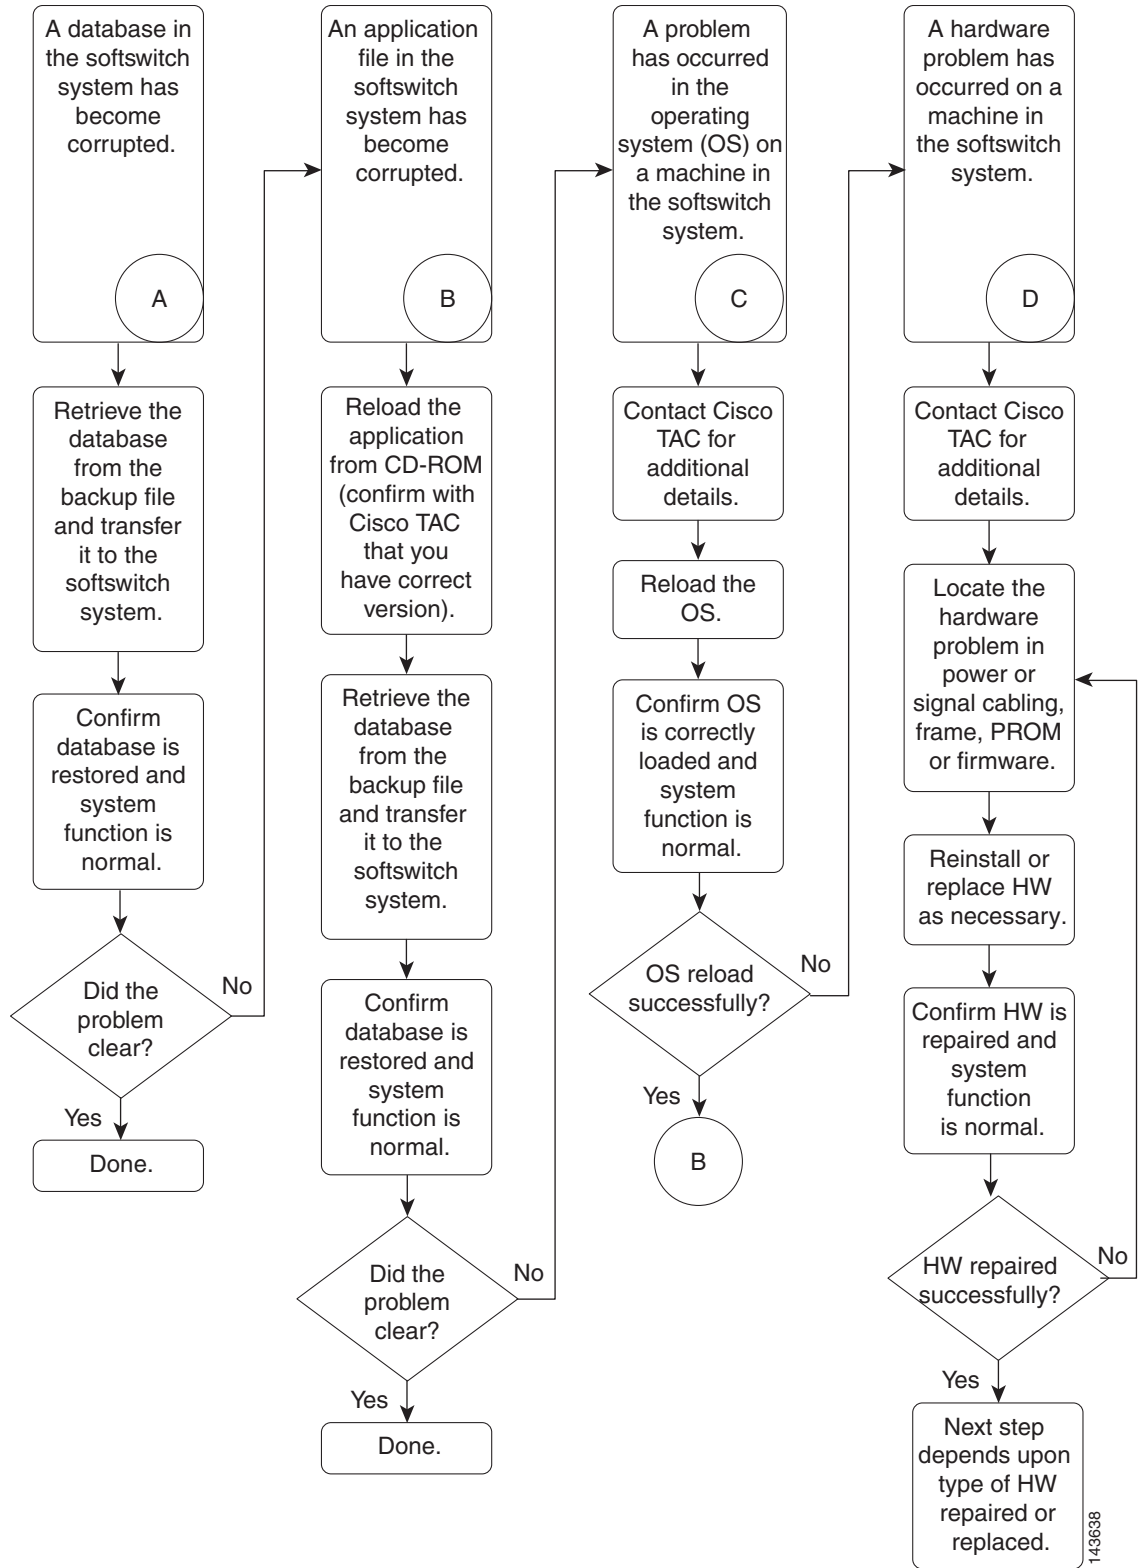 A database in
the softswitch
system has
become
corrupted.
A
Retrieve the
database
from the
backup file
and transfer
it to the
softswitch
system.
Confirm
database is
restored and
system
function is
normal.
Did the
problem
clear?
No
Yes
Done.
An application
file in the
softswitch
system has
become
corrupted.
B
Reload the
application
from CD-ROM
(confirm with
Cisco TAC
that you
have correct
version).
Retrieve the
database
from the
backup file
and transfer
it to the
softswitch
system.
Confirm
database is
restored and
system
function is
normal.
Did the
problem
clear?
No
Yes
Done.
A problem
has occurred
in the
operating
system (OS) on
a machine in
the softswitch
system.
C
Contact Cisco
TAC for
additional
details.
Reload the
OS.
Confirm OS
is correctly
loaded and
system
function is
normal.
OS reload
successfully?
No
Yes
B
A hardware
problem has
occurred on a
machine in
the softswitch
system.
D
Contact Cisco
TAC for
additional
details.
Locate the
hardware
problem in
power or
signal cabling,
frame, PROM
or firmware.
Reinstall or
replace HW
as necessary.
Confirm HW is
repaired and
system
function
is normal.
HW repaired
successfully?
No
Yes
Next step
depends upon
type of HW
repaired or
replaced.
143638